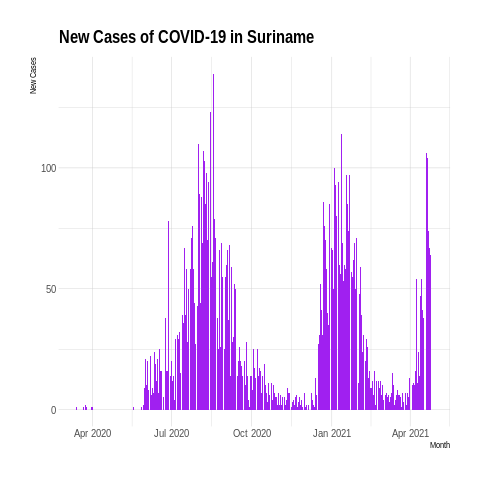 New Cases of COVID-19 in Suriname
New Cases
100
50
0
Apr 2020 Jul 2020 Oct 2020 Jan 2021 Apr 2021
Month